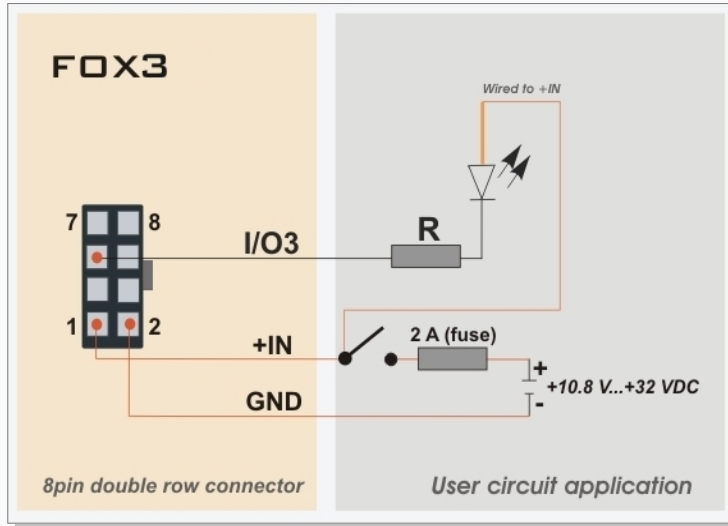 FOX3
Wired to +IN
7 8
I/O3
R
1 2
+IN
2 A (fuse)
+
+10.8 V...+32 VDC
-
GND
8pin double row connector
User circuit application